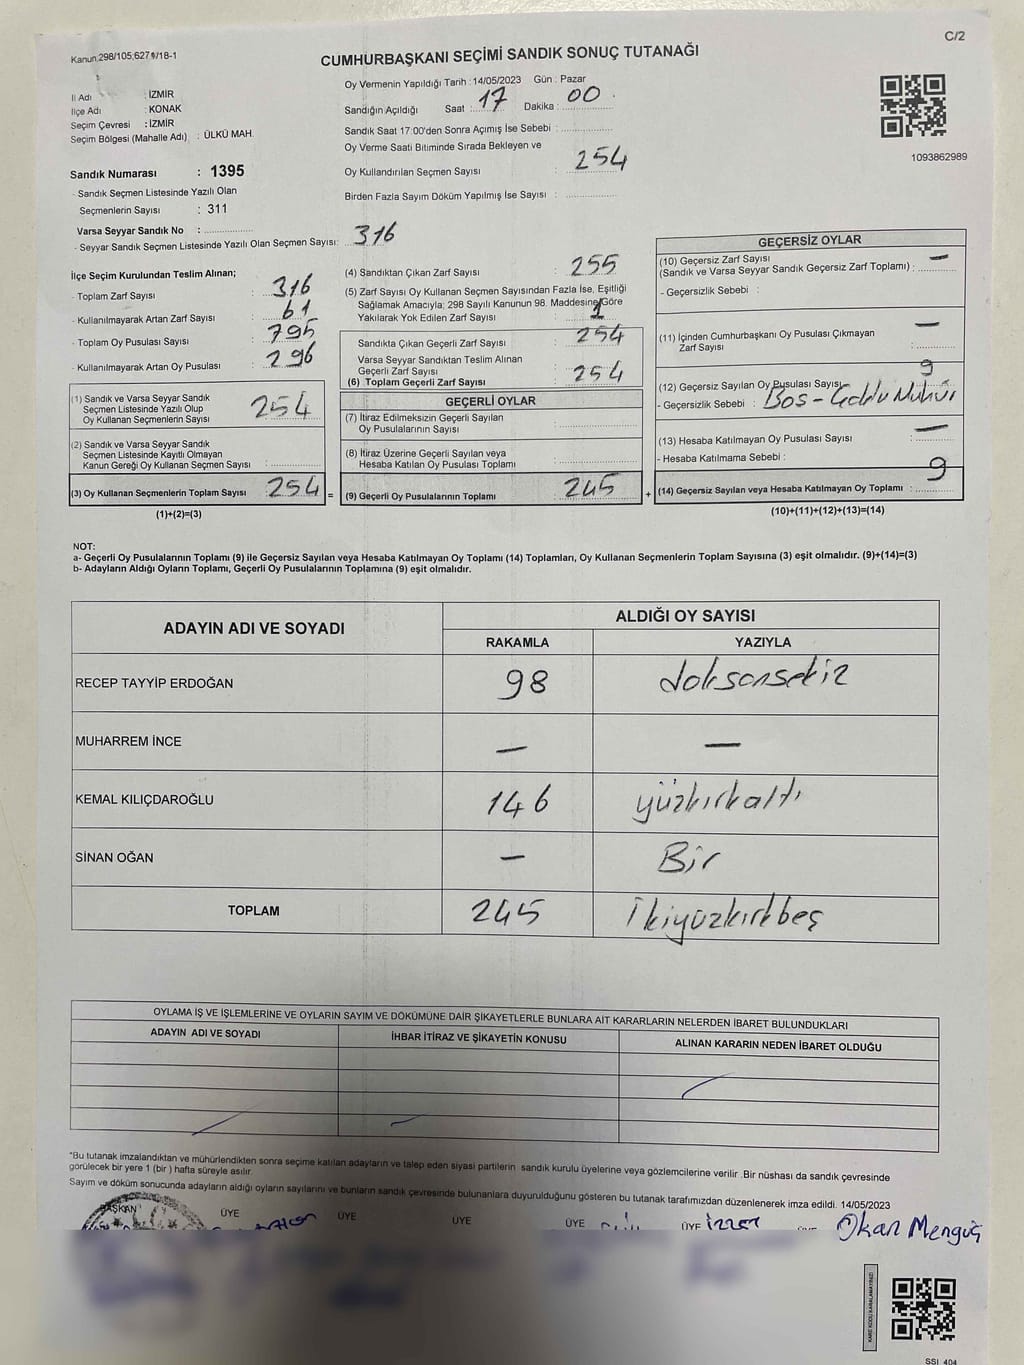 C/2
Kanun 298/105,627ı/18-1
CUMHURBAŞKANI SEÇİMİ SANDIK SONUÇ TUTANAĞI
İl Adı : İZMİR
İlçe Adı : KONAK
Seçim Çevresi : İZMİR
Seçim Bölgesi (Mahalle Adı) : ÜLKÜ MAH.
Oy Vermenin Yapıldığı Tarih : 14/05/2023 Gün : Pazar
Sandığın Açıldığı Saat : 17 Dakika : 00
Sandık Saat 17:00'den Sonra Açımış İse Sebebi :
Oy Verme Saati Bitiminde Sırada Bekleyen ve
Oy Kullandırılan Seçmen Sayısı : 254
Birden Fazla Sayım Döküm Yapılmış İse Sayısı :
1093862989
Sandık Numarası : 1395
- Sandık Seçmen Listesinde Yazılı Olan
Seçmenlerin Sayısı : 311
Varsa Seyyar Sandık No :
- Seyyar Sandık Seçmen Listesinde Yazılı Olan Seçmen Sayısı: 316
İlçe Seçim Kurulundan Teslim Alınan;
- Toplam Zarf Sayısı : 316
- Kullanılmayarak Artan Zarf Sayısı : 61
- Toplam Oy Pusulası Sayısı : 795
- Kullanılmayarak Artan Oy Pusulası : 296
(1) Sandık ve Varsa Seyyar Sandık
Seçmen Listesinde Yazılı Olup
Oy Kullanan Seçmenlerin Sayısı 254
(2) Sandık ve Varsa Seyyar Sandık
Seçmen Listesinde Kayıtlı Olmayan
Kanun Gereği Oy Kullanan Seçmen Sayısı
(3) Oy Kullanan Seçmenlerin Toplam Sayısı 254 =
(1)+(2)=(3)
(4) Sandıktan Çıkan Zarf Sayısı : 255
(5) Zarf Sayısı Oy Kullanan Seçmen Sayısından Fazla İse, Eşitliği
Sağlamak Amacıyla; 298 Sayılı Kanunun 98. Maddesine Göre
Yakılarak Yok Edilen Zarf Sayısı : 1
Sandıkta Çıkan Geçerli Zarf Sayısı : 254
Varsa Seyyar Sandıktan Teslim Alınan
Geçerli Zarf Sayısı
(6) Toplam Geçerli Zarf Sayısı : 254
GEÇERLİ OYLAR
(7) İtiraz Edilmeksizin Geçerli Sayılan
Oy Pusulalarının Sayısı :
(8) İtiraz Üzerine Geçerli Sayılan veya
Hesaba Katılan Oy Pusulası Toplamı :
(9) Geçerli Oy Pusulalarının Toplamı : 245 +
GEÇERSİZ OYLAR
(10) Geçersiz Zarf Sayısı
(Sandık ve Varsa Seyyar Sandık Geçersiz Zarf Toplamı) : —
- Geçersizlik Sebebi :
(11) İçinden Cumhurbaşkanı Oy Pusulası Çıkmayan
Zarf Sayısı : —
(12) Geçersiz Sayılan Oy Pusulası Sayısı : 9
- Geçersizlik Sebebi : Boş -
(13) Hesaba Katılmayan Oy Pusulası Sayısı : —
- Hesaba Katılmama Sebebi :
(14) Geçersiz Sayılan veya Hesaba Katılmayan Oy Toplamı : 9
(10)+(11)+(12)+(13)=(14)
NOT:
a- Geçerli Oy Pusulalarının Toplamı (9) ile Geçersiz Sayılan veya Hesaba Katılmayan Oy Toplamı (14) Toplamları, Oy Kullanan Seçmenlerin Toplam Sayısına (3) eşit olmalıdır. (9)+(14)=(3)
b- Adayların Aldığı Oyların Toplamı, Geçerli Oy Pusulalarının Toplamına (9) eşit olmalıdır.
ADAYIN ADI VE SOYADI
ALDIĞI OY SAYISI
RAKAMLA YAZIYLA
RECEP TAYYİP ERDOĞAN 98 doksansekiz
MUHARREM İNCE — —
KEMAL KILIÇDAROĞLU 146 yüzkırkaltı
SİNAN OĞAN — Bir
TOPLAM 245 İkiyüzkırkbeş
OYLAMA İŞ VE İŞLEMLERİNE VE OYLARIN SAYIM VE DÖKÜMÜNE DAİR ŞİKAYETLERLE BUNLARA AİT KARARLARIN NELERDEN İBARET BULUNDUKLARI
ADAYIN ADI VE SOYADI İHBAR İTİRAZ VE ŞİKAYETİN KONUSU ALINAN KARARIN NEDEN İBARET OLDUĞU
*Bu tutanak imzalandıktan ve mühürlendikten sonra seçime katılan adayların ve talep eden siyasi partilerin sandık kurulu üyelerine veya gözlemcilerine verilir .Bir nüshası da sandık çevresinde
görülecek bir yere 1 (bir ) hafta süreyle asılır.
Sayım ve döküm sonucunda adayların aldığı oyların sayılarını ve bunların sandık çevresinde bulunanlara duyurulduğunu gösteren bu tutanak tarafımızdan düzenlenerek imza edildi. 14/05/2023
BAŞKAN ÜYE ÜYE ÜYE ÜYE ÜYE
Okan Mengüç
KARE KODU KARALAMAYINIZ!
SSI_404